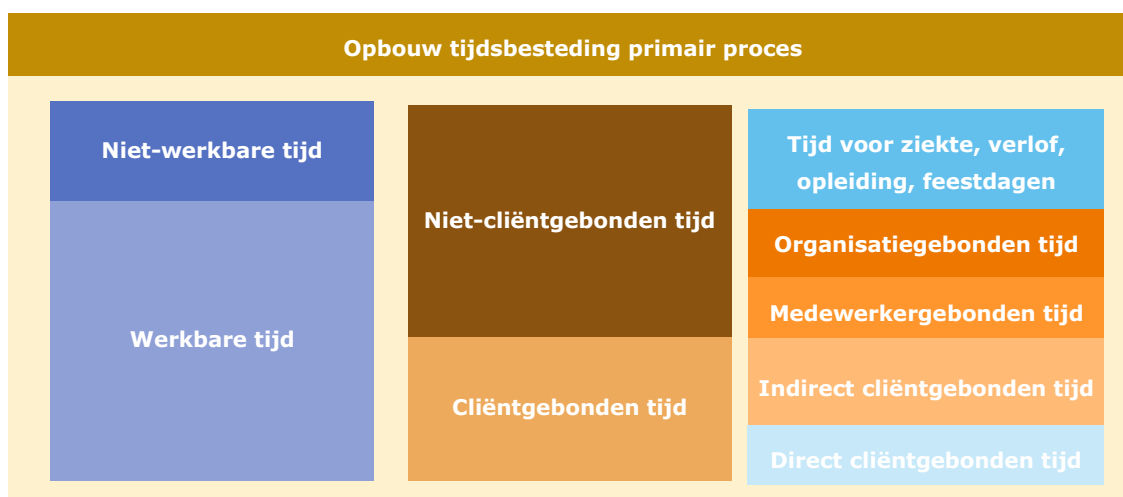 Opbouw tijdsbesteding primair proces
Niet-werkbare tijd
Werkbare tijd
Niet-cliëntgebonden tijd
Cliëntgebonden tijd
Tijd voor ziekte, verlof,
opleiding, feestdagen
Organisatiegebonden tijd
Medewerkergebonden tijd
Indirect cliëntgebonden tijd
Direct cliëntgebonden tijd